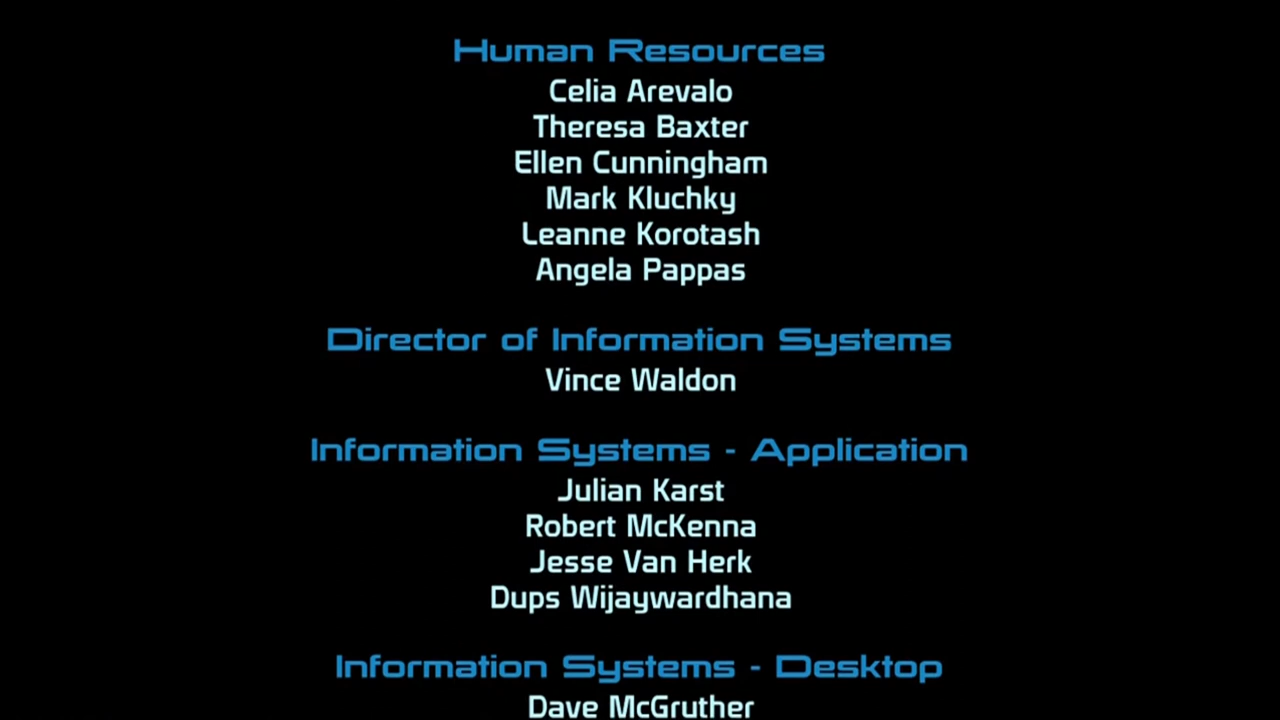 Human Resources
Celia Arevalo
Theresa Baxter
Ellen Cunningham
Mark Kluchky
Leanne Korotash
Angela Pappas
Director of Information Systems
Vince Waldon
Information Systems - Application
Julian Karst
Robert McKenna
Jesse Van Herk
Dups Wijaywardhana
Information Systems - Desktop
Dave McGruther